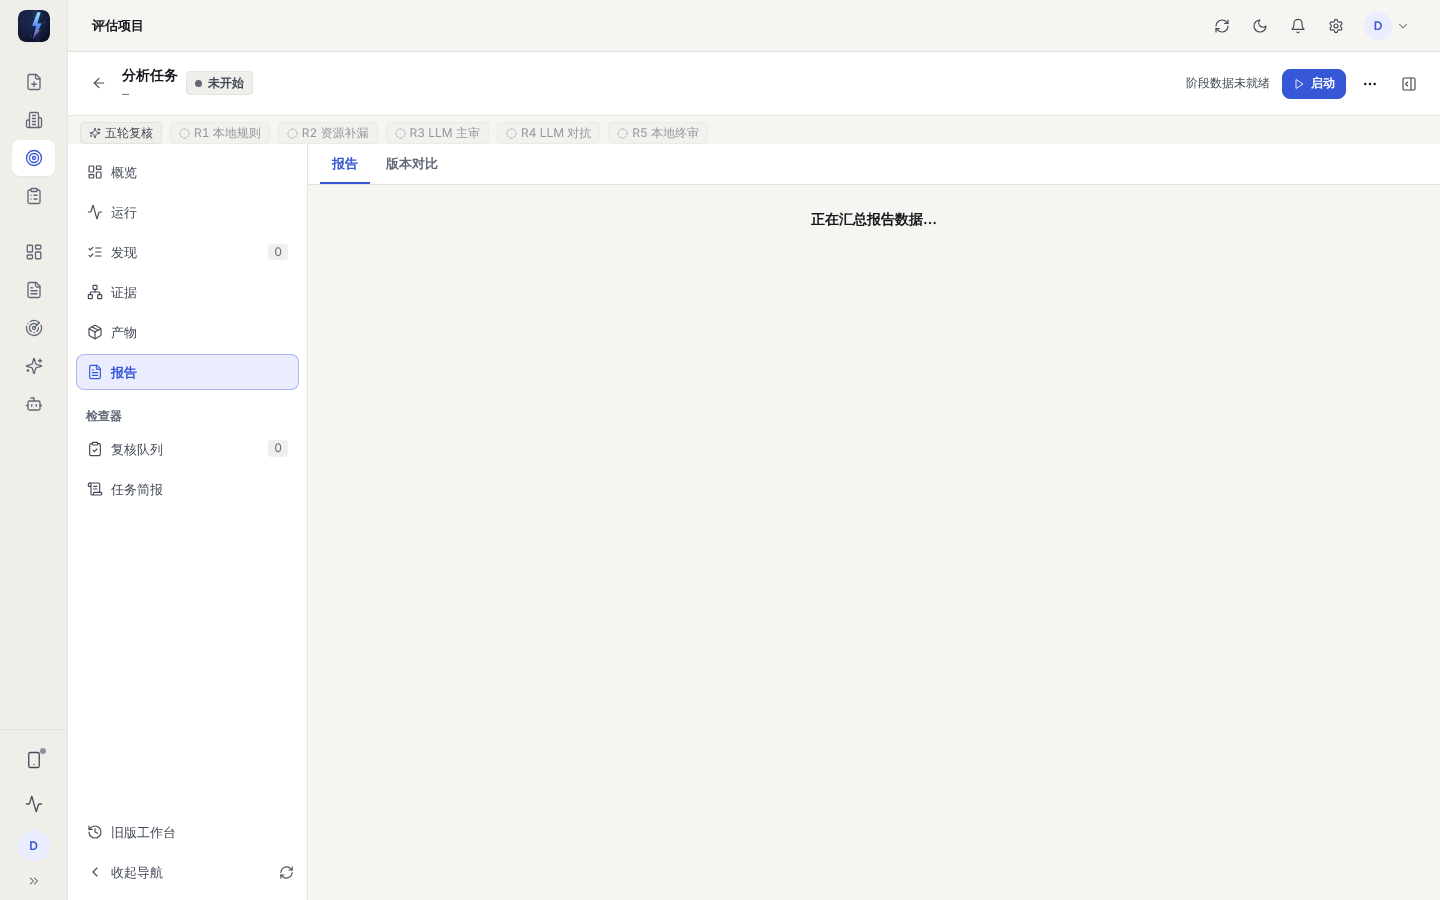 评估项目
D
分析任务
–
未开始
阶段数据未就绪
启动
五轮复核
R1 本地规则
R2 资源补漏
R3 LLM 主审
R4 LLM 对抗
R5 本地终审
概览
运行
发现
0
证据
产物
报告
检查器
复核队列
0
任务简报
旧版工作台
收起导航
报告
版本对比
正在汇总报告数据...
D